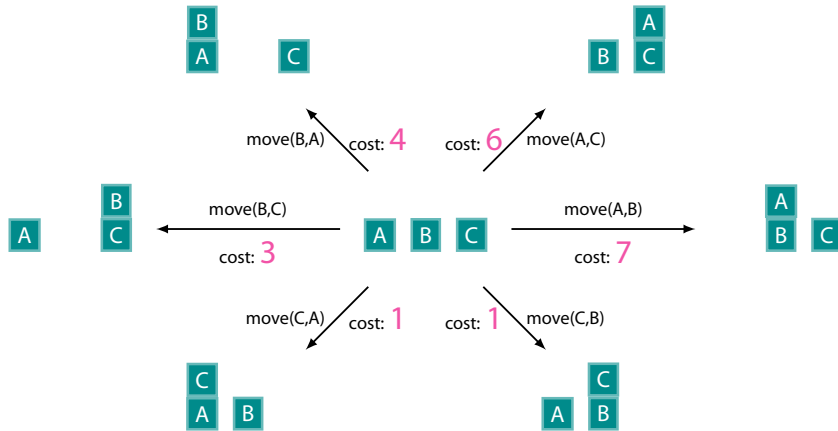 B
A
A C
B C
move(B,A) cost: 4
cost: 6 move(A,C)
B
A C
move(B,C)
cost: 3
A B C
move(A,B)
cost: 7
A
B C
move(C,A) cost: 1
cost: 1 move(C,B)
C
A B
C
A B